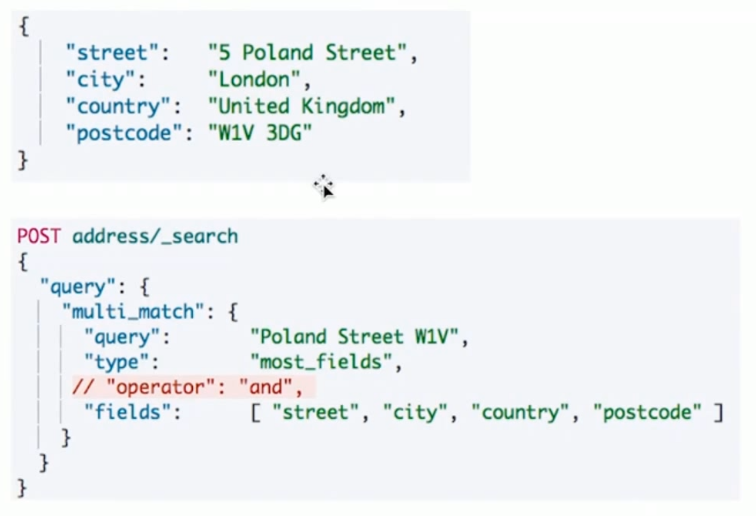 {
"street": "5 Poland Street",
"city": "London",
"country": "United Kingdom",
"postcode": "W1V 3DG"
}
POST address/_search
{
"query": {
"multi_match": {
"query": "Poland Street W1V",
"type": "most_fields",
// "operator": "and",
"fields": [ "street", "city", "country", "postcode" ]
}
}
}